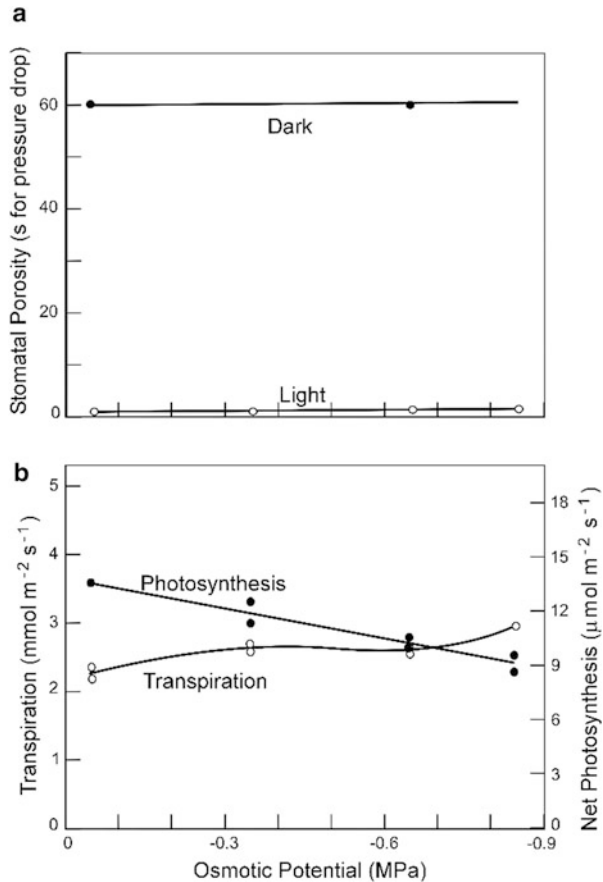 a
Stomatal Porosity (s for pressure drop)
60
40
20
0
Dark
Light
b
Transpiration (mmol m⁻² s⁻¹)
5
4
3
2
1
0
Photosynthesis
Transpiration
18
15
12
9
6
3
0
Net Photosynthesis (μmol m⁻² s⁻¹)
0 -0.3 -0.6 -0.9
Osmotic Potential (MPa)